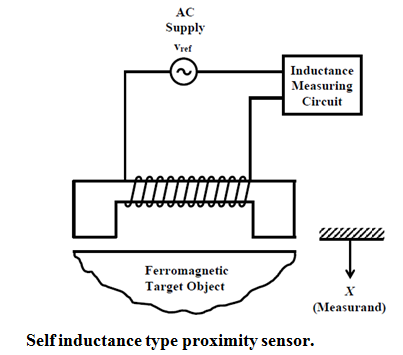 AC
Supply
Vref
Inductance
Measuring
Circuit
Ferromagnetic
Target Object
X
(Measurand)
Self inductance type proximity sensor.